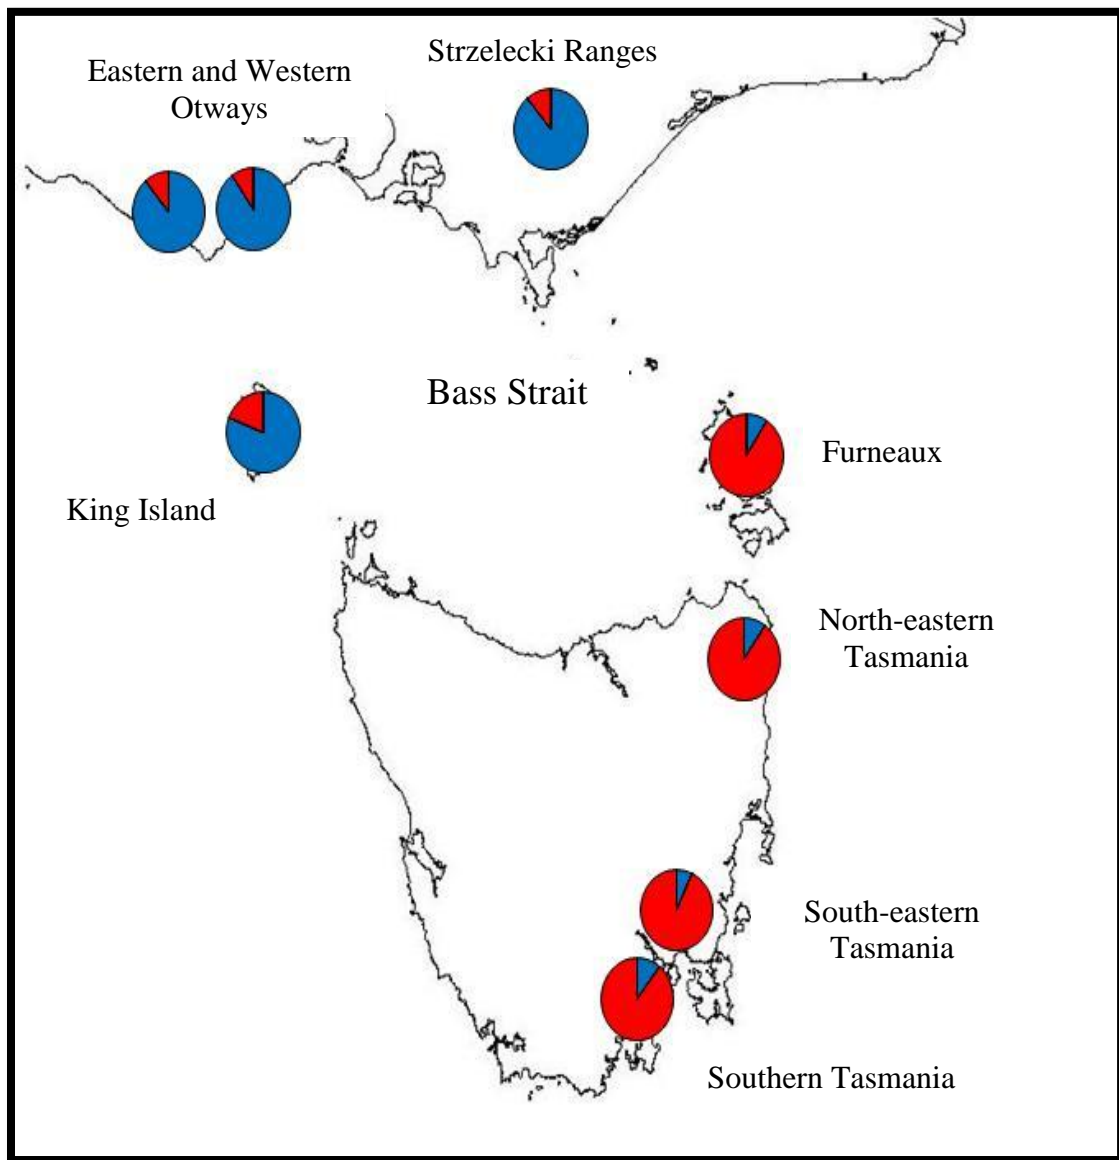 Strzelecki Ranges
Eastern and Western
Otways
Bass Strait
Furneaux
King Island
North-eastern
Tasmania
South-eastern
Tasmania
Southern Tasmania